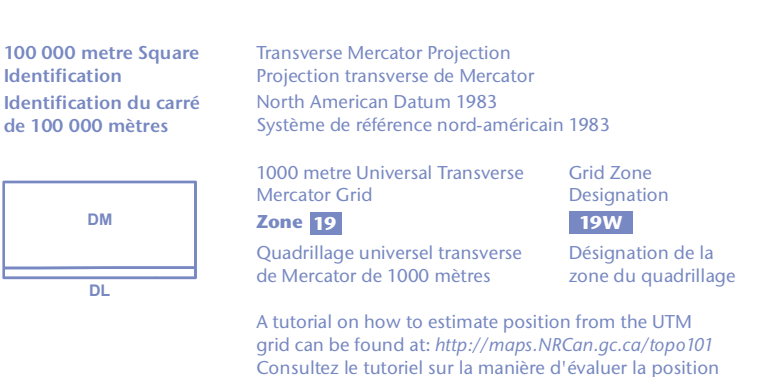 100 000 metre Square
Identification
Identification du carré
de 100 000 mètres
DM
DL
Transverse Mercator Projection
Projection transverse de Mercator
North American Datum 1983
Système de référence nord-américain 1983
1000 metre Universal Transverse
Mercator Grid
Zone 19
Quadrillage universel transverse
de Mercator de 1000 mètres
Grid Zone
Designation
19W
Désignation de la
zone du quadrillage
A tutorial on how to estimate position from the UTM
grid can be found at: http://maps.NRCan.gc.ca/topo101
Consultez le tutoriel sur la manière d'évaluer la position